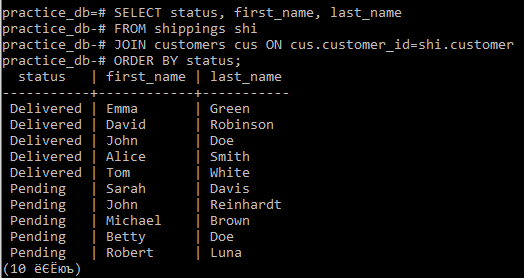 practice_db=# SELECT status, first_name, last_name
practice_db-# FROM shippings shi
practice_db-# JOIN customers cus ON cus.customer_id=shi.customer
practice_db-# ORDER BY status;
  status   | first_name | last_name
-----------+------------+-----------
 Delivered | Emma       | Green
 Delivered | David      | Robinson
 Delivered | John       | Doe
 Delivered | Alice      | Smith
 Delivered | Tom        | White
 Pending   | Sarah      | Davis
 Pending   | John       | Reinhardt
 Pending   | Michael    | Brown
 Pending   | Betty      | Doe
 Pending   | Robert     | Luna
(10 ёЄЁюъ)